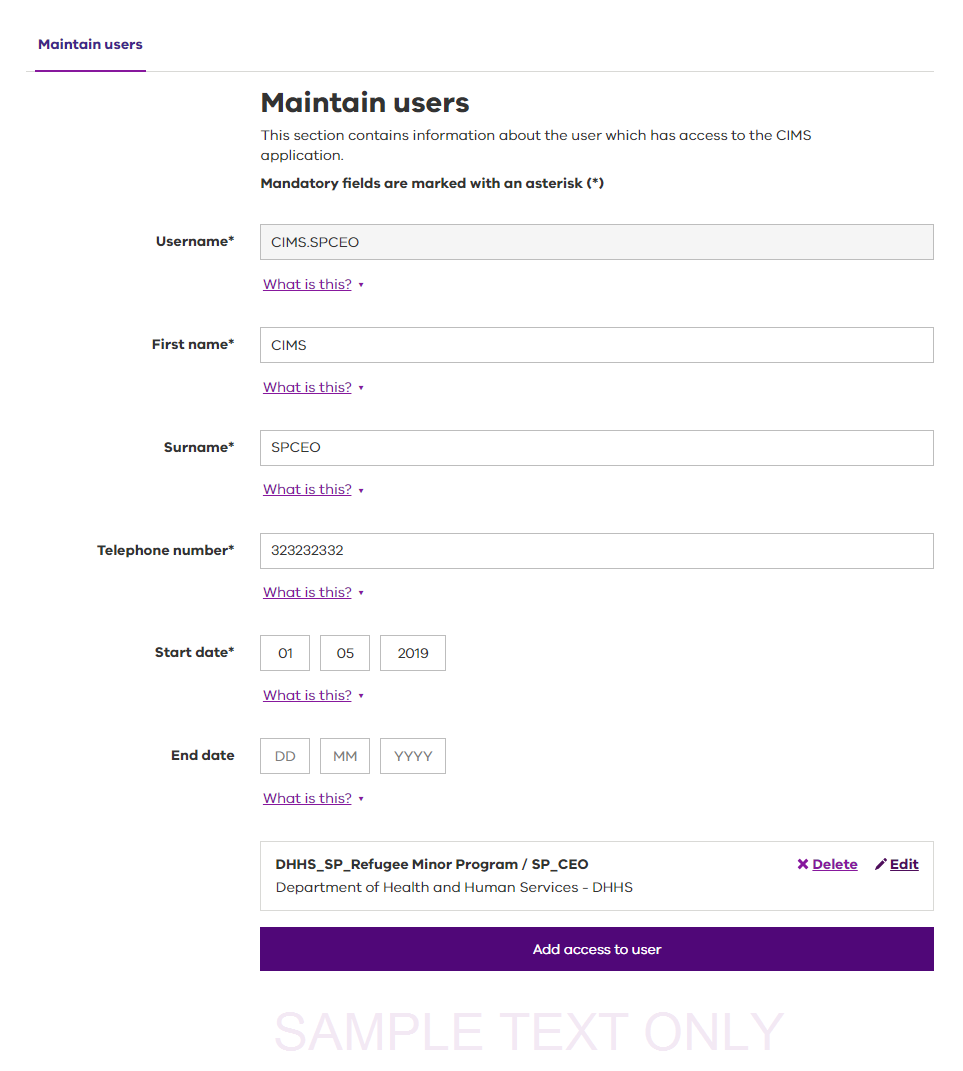 Maintain users
Maintain users
This section contains information about the user which has access to the CIMS
application.
Mandatory fields are marked with an asterisk (*)
Username*
CIMS.SPCEO
What is this?
First name*
CIMS
What is this?
Surname*
SPCEO
What is this?
Telephone number*
323232332
What is this?
Start date*
01 05 2019
What is this?
End date
DD MM YYYY
What is this?
DHHS_SP_Refugee Minor Program / SP_CEO
Delete Edit
Department of Health and Human Services - DHHS
Add access to user
SAMPLE TEXT ONLY